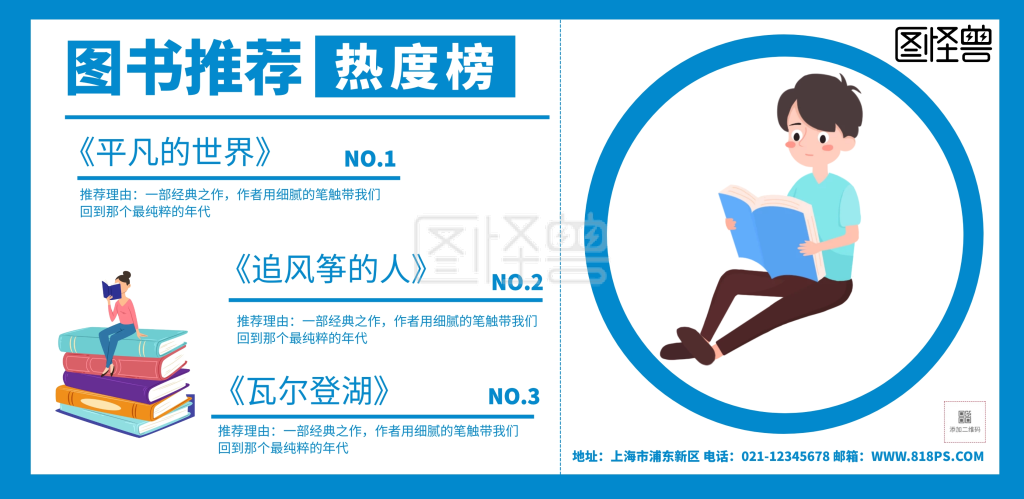 图书推荐 热度榜
《平凡的世界》 NO.1
推荐理由：一部经典之作，作者用细腻的笔触带我们
回到那个最纯粹的年代
《追风筝的人》 NO.2
推荐理由：一部经典之作，作者用细腻的笔触带我们
回到那个最纯粹的年代
《瓦尔登湖》 NO.3
推荐理由：一部经典之作，作者用细腻的笔触带我们
回到那个最纯粹的年代
图怪兽
图怪兽
添加二维码
地址：上海市浦东新区 电话：021-12345678 邮箱：WWW.818PS.COM